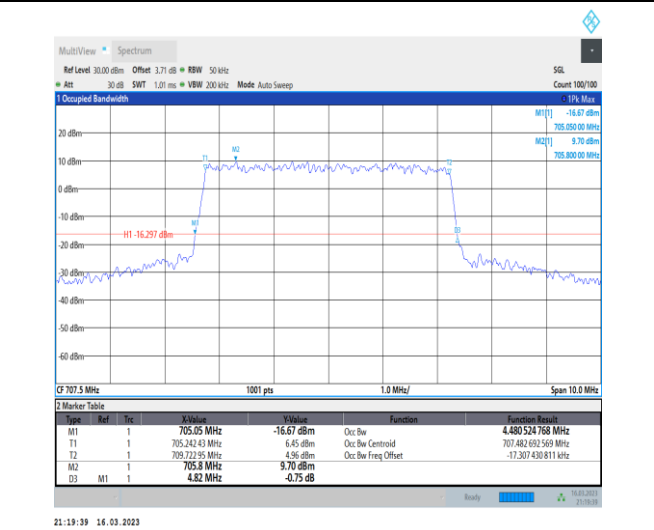 MultiView Spectrum
Ref Level 30.00 dBm Offset 3.71 dB RBW 50 kHz SGL
Att 30 dB SWT 1.01 ms VBW 200 kHz Mode Auto Sweep Count 100/100
1 Occupied Bandwidth 1Pk Max
M1[1] -16.67 dBm
705.050 00 MHz
M2[1] 9.70 dBm
705.800 00 MHz
20 dBm
M2
T1
T2
10 dBm
0 dBm
-10 dBm
M1
D3
H1 -16.297 dBm
-20 dBm
-30 dBm
-40 dBm
-50 dBm
-60 dBm
CF 707.5 MHz 1001 pts 1.0 MHz/ Span 10.0 MHz
2 Marker Table
Type Ref Trc X-Value Y-Value Function Function Result
M1 1 705.05 MHz -16.67 dBm Occ Bw 4.480 524 768 MHz
T1 1 705.242 43 MHz 6.45 dBm Occ Bw Centroid 707.482 692 569 MHz
T2 1 709.722 95 MHz 4.96 dBm Occ Bw Freq Offset -17.307 430 811 kHz
M2 1 705.8 MHz 9.70 dBm
D3 M1 1 4.82 MHz -0.75 dB
Ready 16.03.2023
21:19:39
21:19:39 16.03.2023